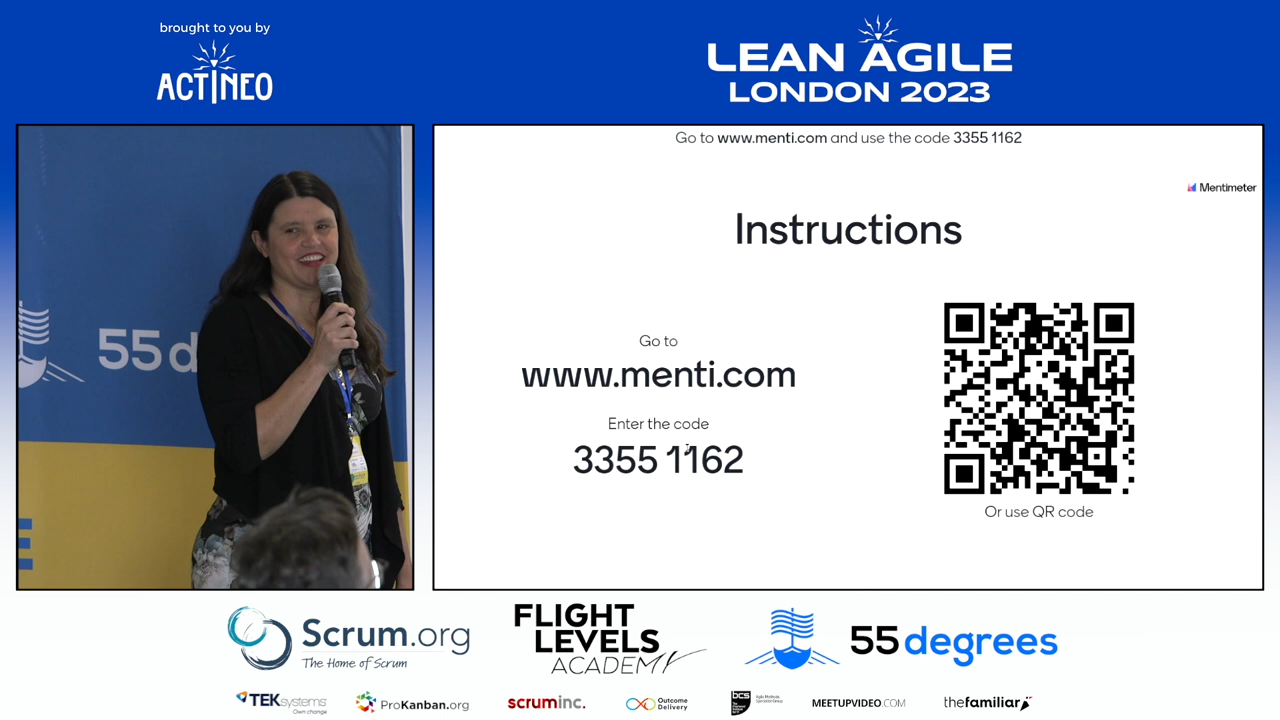 brought to you by
ACTINEO
LEAN AGILE
LONDON 2023
55 d
E
Go to www.menti.com and use the code 3355 1162
Mentimeter
Instructions
Go to
www.menti.com
Enter the code
3355 1162
Or use QR code
Scrum.org
The Home of Scrum
FLIGHT
LEVELS
ACADEMY
55 degrees
TEKsystems
Own change
ProKanban.org
scruminc.
Outcome
Delivery
bcs
MEETUPVIDEO.COM
thefamiliar